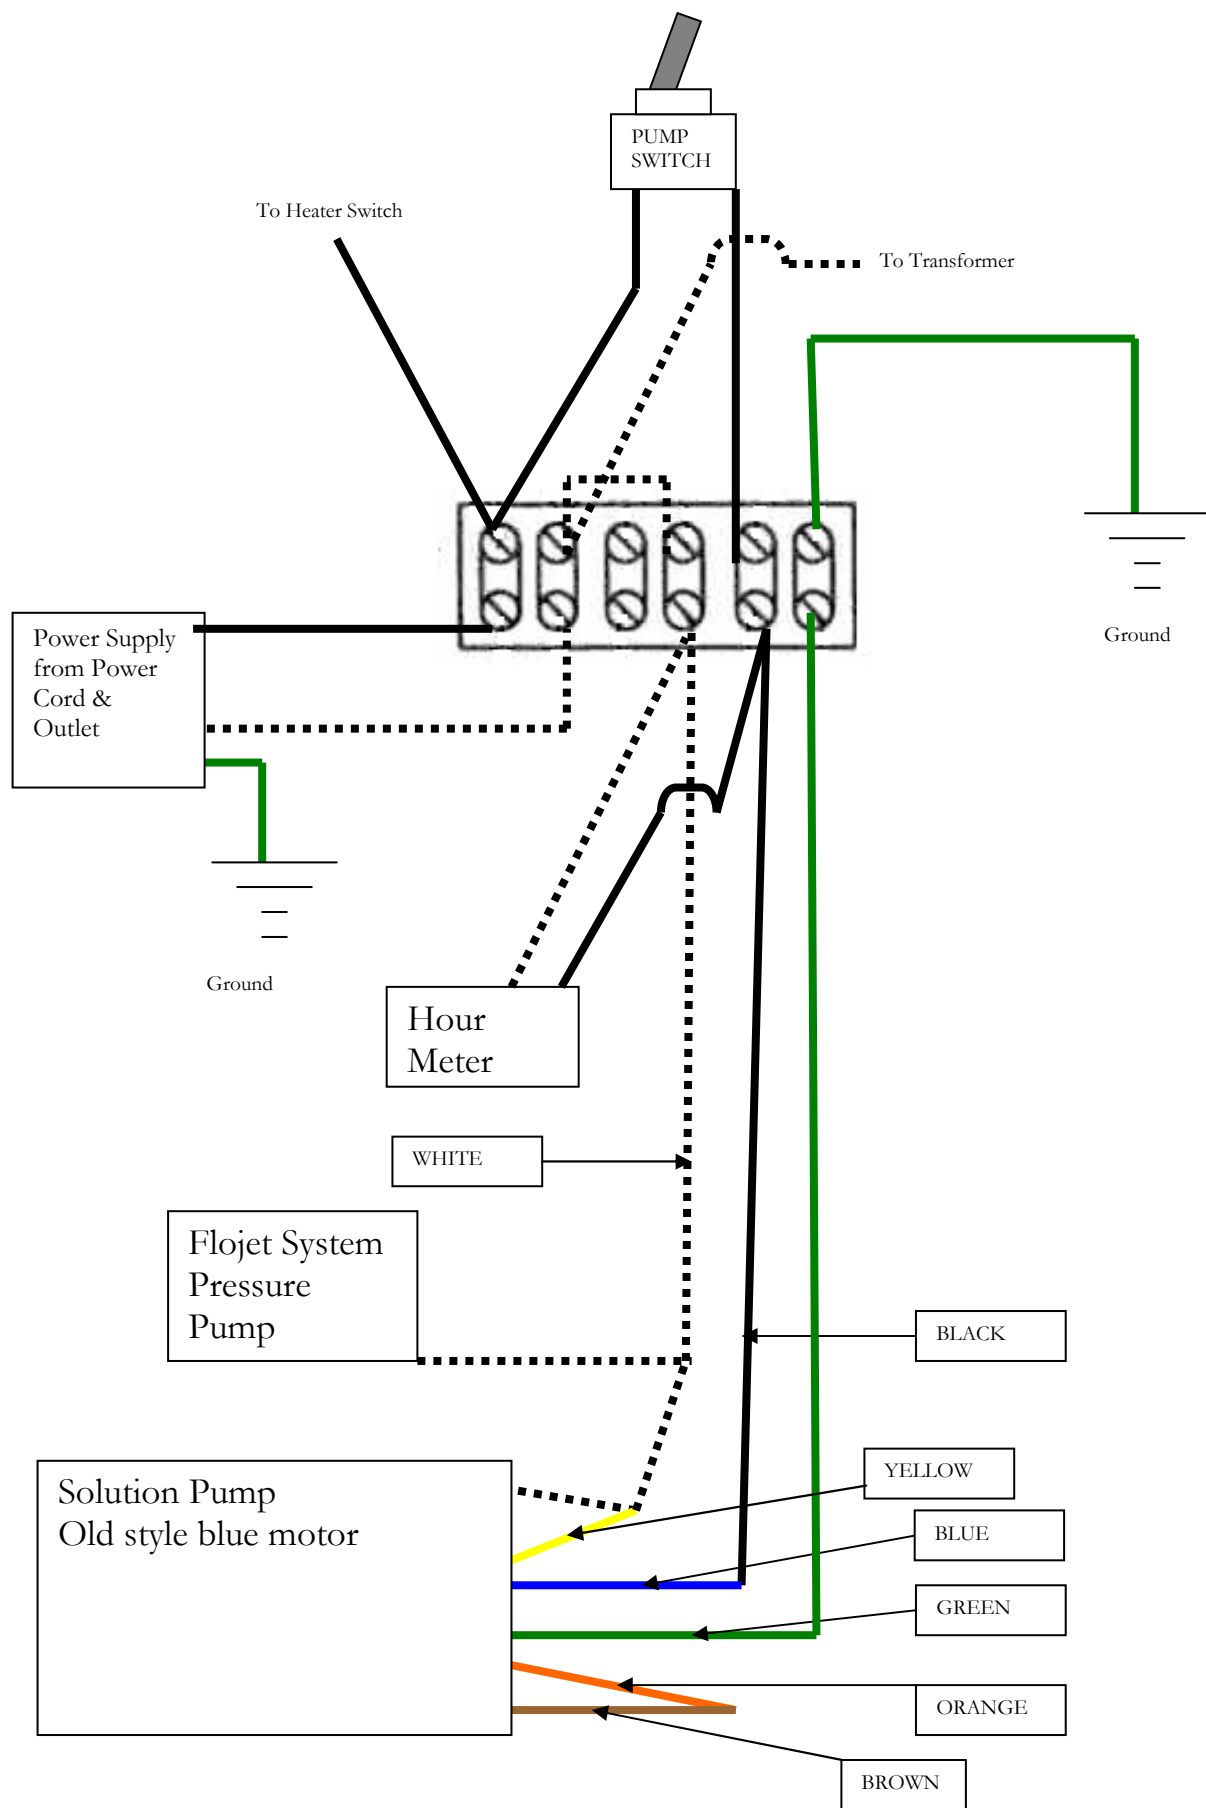 PUMP
SWITCH
To Heater Switch
To Transformer
Power Supply
from Power
Cord &
Outlet
Ground
Ground
Hour
Meter
WHITE
Flojet System
Pressure
Pump
BLACK
Solution Pump
Old style blue motor
YELLOW
BLUE
GREEN
ORANGE
BROWN